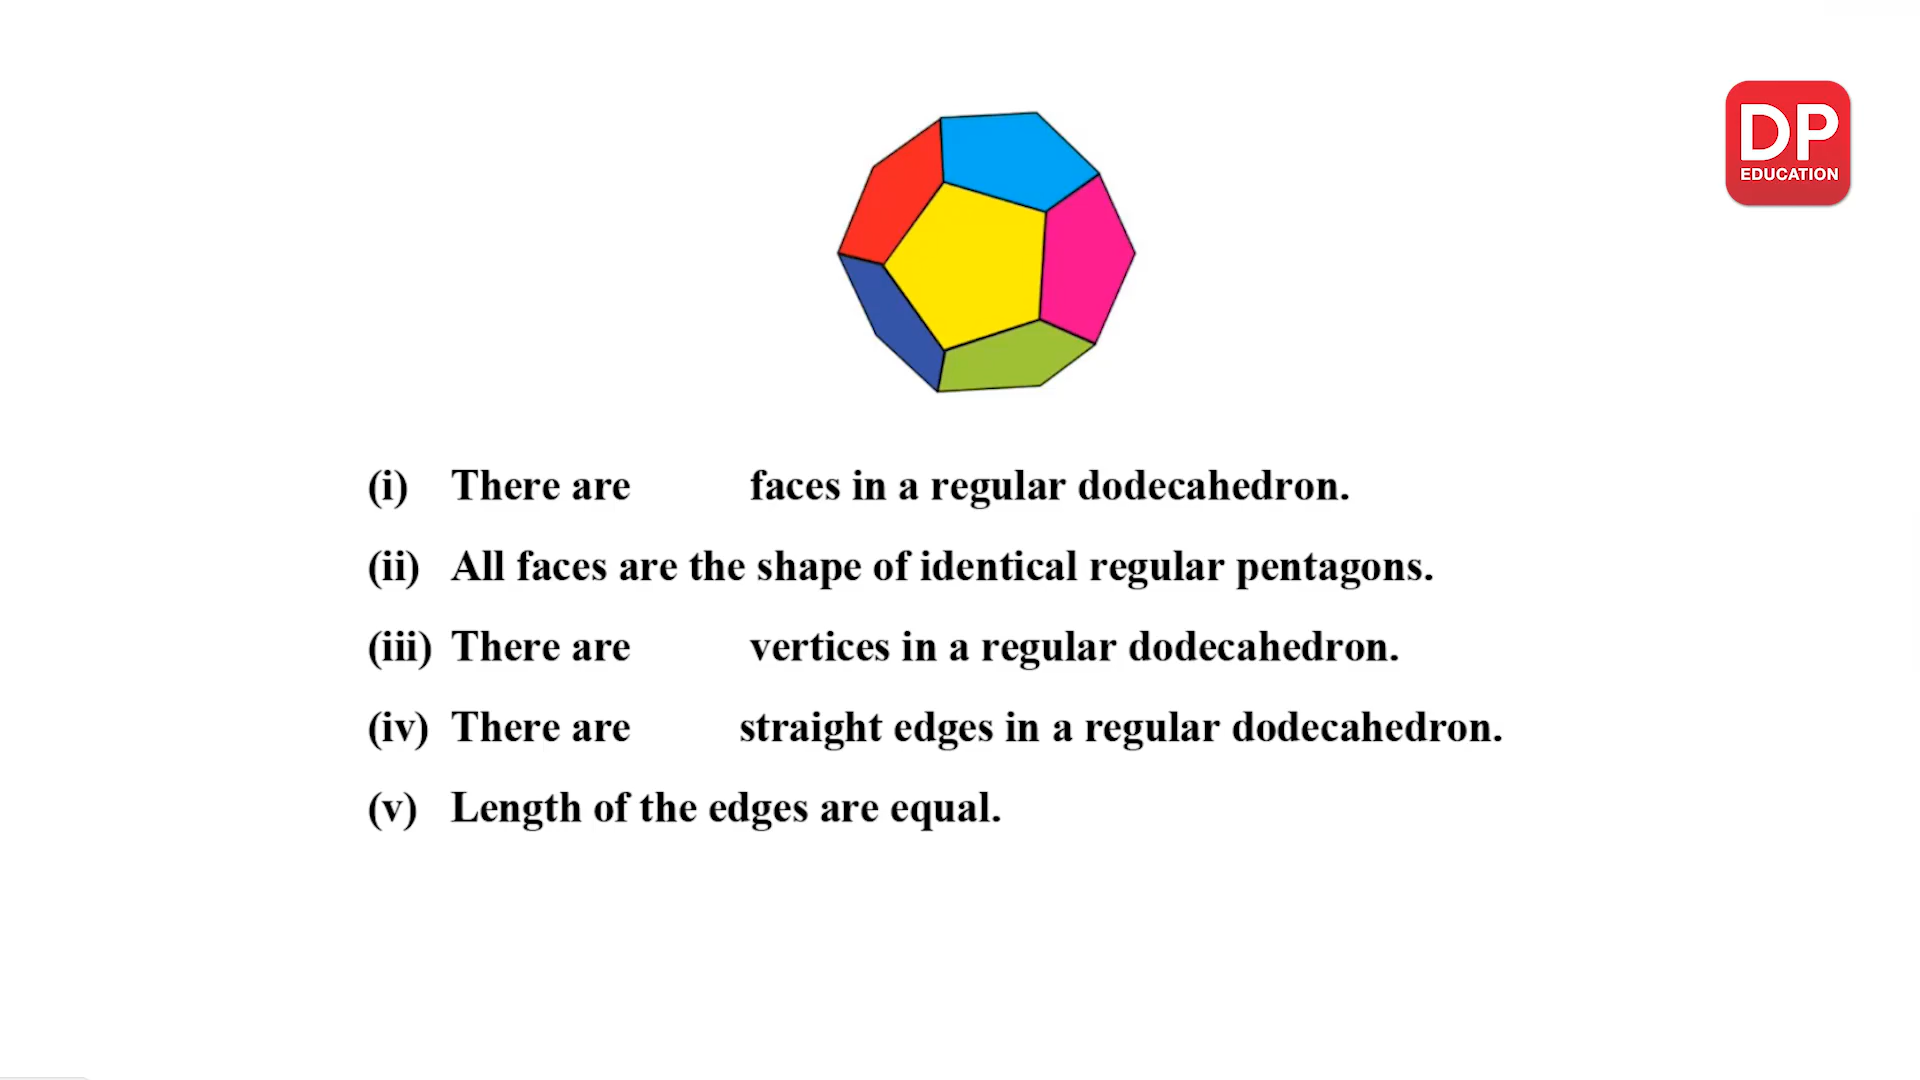 DP
EDUCATION
(i) There are faces in a regular dodecahedron.
(ii) All faces are the shape of identical regular pentagons.
(iii) There are vertices in a regular dodecahedron.
(iv) There are straight edges in a regular dodecahedron.
(v) Length of the edges are equal.